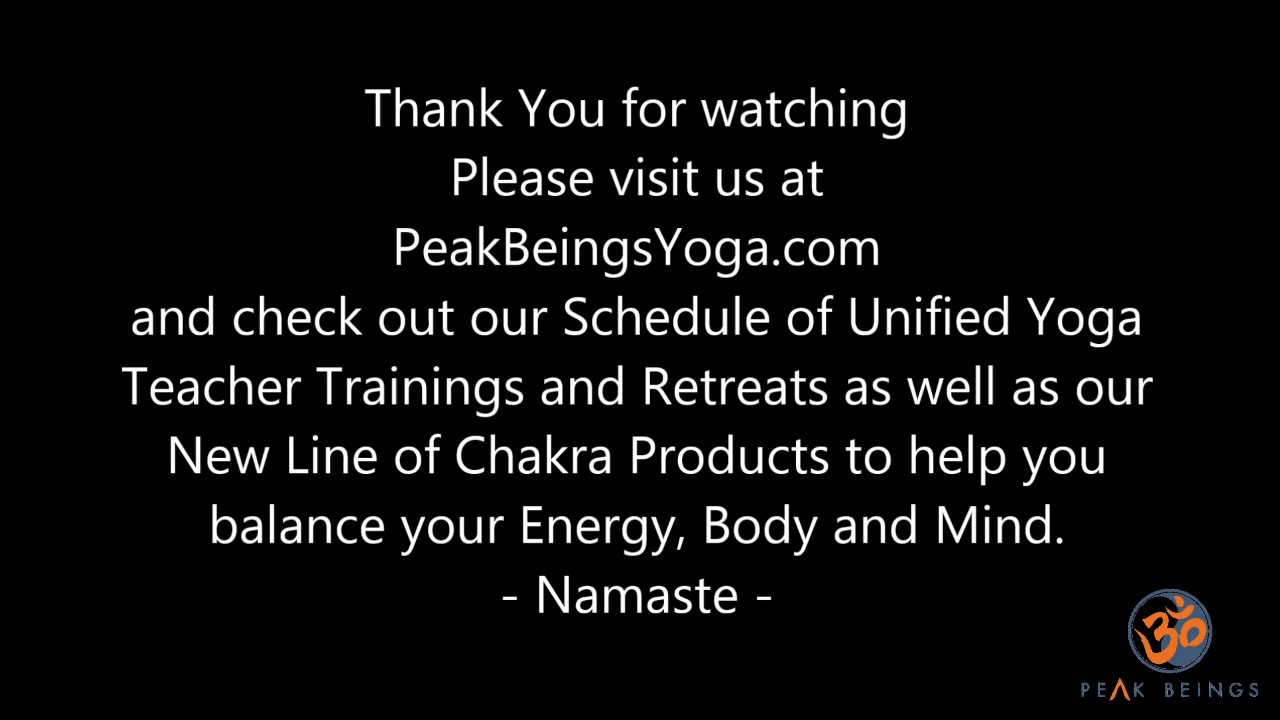 Thank You for watching
Please visit us at
PeakBeingsYoga.com
and check out our Schedule of Unified Yoga
Teacher Trainings and Retreats as well as our
New Line of Chakra Products to help you
balance your Energy, Body and Mind.
- Namaste -
ॐ
PEAK BEINGS